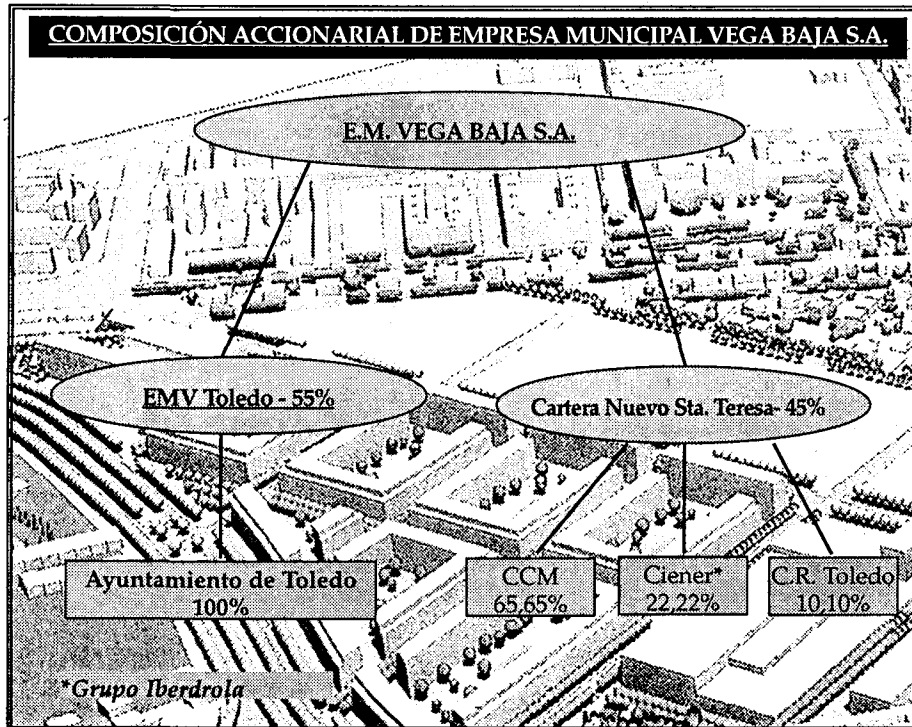 COMPOSICIÓN ACCIONARIAL DE EMPRESA MUNICIPAL VEGA BAJA S.A.
E.M. VEGA BAJA S.A.
EMV Toledo - 55%
Cartera Nuevo Sta. Teresa- 45%
Ayuntamiento de Toledo
100%
CCM
65,65%
Ciener*
22,22%
C.R. Toledo
10,10%
*Grupo Iberdrola